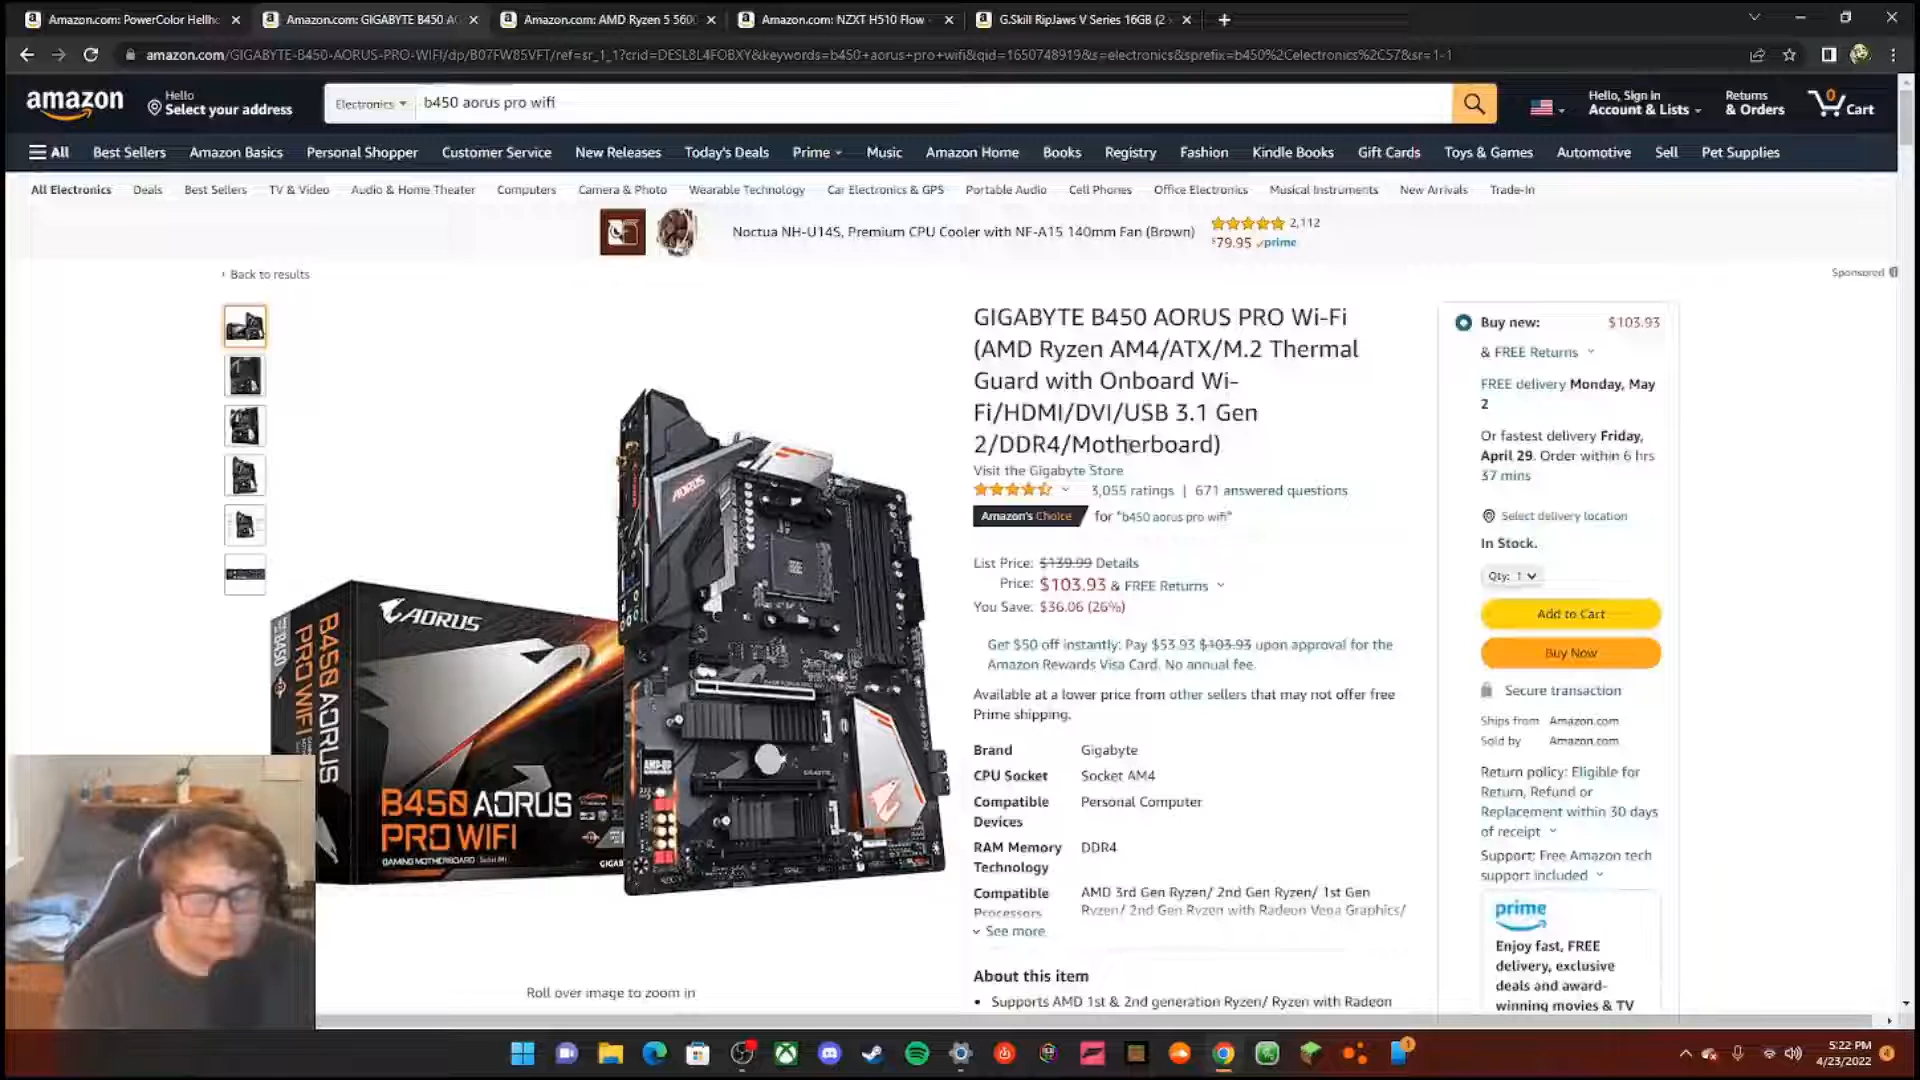 Amazon.com: PowerColor Hellh
Amazon.com: GIGABYTE B450 AO
Amazon.com: AMD Ryzen 5 5600
Amazon.com: NZXT H510 Flow -
G.Skill RipJaws V Series 16GB (2
amazon.com/GIGABYTE-B450-AORUS-PRO-WIFI/dp/B07FW85VFT/ref=sr_1_1?crid=DESL8L4FOBXY&keywords=b450+aorus+pro+wifi&qid=1650748919&s=electronics&sprefix=b450%2Celectronics%2C57&sr=1-1
amazon
Hello
Select your address
Electronics
b450 aorus pro wifi
Hello, Sign in
Account & Lists
Returns
& Orders
0
Cart
All
Best Sellers
Amazon Basics
Personal Shopper
Customer Service
New Releases
Today's Deals
Prime
Music
Amazon Home
Books
Registry
Fashion
Kindle Books
Gift Cards
Toys & Games
Automotive
Sell
Pet Supplies
All Electronics
Deals
Best Sellers
TV & Video
Audio & Home Theater
Computers
Camera & Photo
Wearable Technology
Car Electronics & GPS
Portable Audio
Cell Phones
Office Electronics
Musical Instruments
New Arrivals
Trade-In
Noctua NH-U14S, Premium CPU Cooler with NF-A15 140mm Fan (Brown)
2,112
$79.95 prime
‹ Back to results
Sponsored
GIGABYTE B450 AORUS PRO Wi-Fi
(AMD Ryzen AM4/ATX/M.2 Thermal
Guard with Onboard Wi-
Fi/HDMI/DVI/USB 3.1 Gen
2/DDR4/Motherboard)
Visit the Gigabyte Store
3,055 ratings | 671 answered questions
Amazon's Choice for "b450 aorus pro wifi"
List Price: $139.99 Details
Price: $103.93 & FREE Returns
You Save: $36.06 (26%)
Get $50 off instantly: Pay $53.93 $103.93 upon approval for the
Amazon Rewards Visa Card. No annual fee.
Available at a lower price from other sellers that may not offer free
Prime shipping.
Brand Gigabyte
CPU Socket Socket AM4
Compatible Personal Computer
Devices
RAM Memory DDR4
Technology
Compatible AMD 3rd Gen Ryzen/ 2nd Gen Ryzen/ 1st Gen
Processors Ryzen/ 2nd Gen Ryzen with Radeon Vega Graphics/
See more
About this item
• Supports AMD 1st & 2nd generation Ryzen/ Ryzen with Radeon
Buy new: $103.93
& FREE Returns
FREE delivery Monday, May
2
Or fastest delivery Friday,
April 29. Order within 6 hrs
37 mins
Select delivery location
In Stock.
Qty: 1
Add to Cart
Buy Now
Secure transaction
Ships from Amazon.com
Sold by Amazon.com
Return policy: Eligible for
Return, Refund or
Replacement within 30 days
of receipt
Support: Free Amazon tech
support included
prime
Enjoy fast, FREE
delivery, exclusive
deals and award-
winning movies & TV
AORUS
B450 AORUS
PRO WIFI
GAMING MOTHERBOARD
B450
B450 AORUS
PRO WIFI
AORUS
AMP-UP
Roll over image to zoom in
5:22 PM
4/23/2022